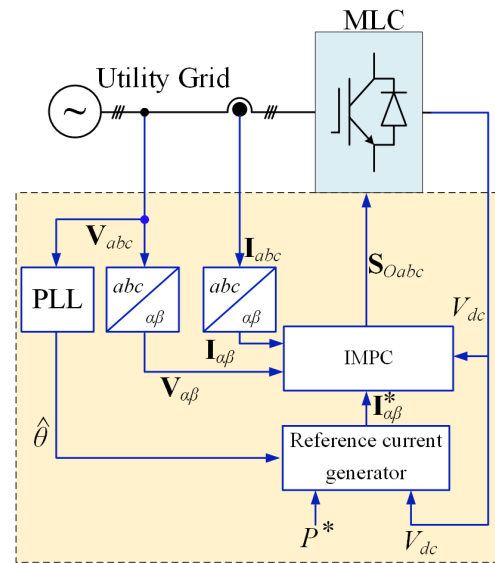 MLC
Utility Grid
~
V_abc
I_abc
S_Oabc
PLL
abc
αβ
abc
αβ
V_dc
I_αβ
IMPC
V_αβ
I*_αβ
θ̂
Reference current
generator
P*
V_dc